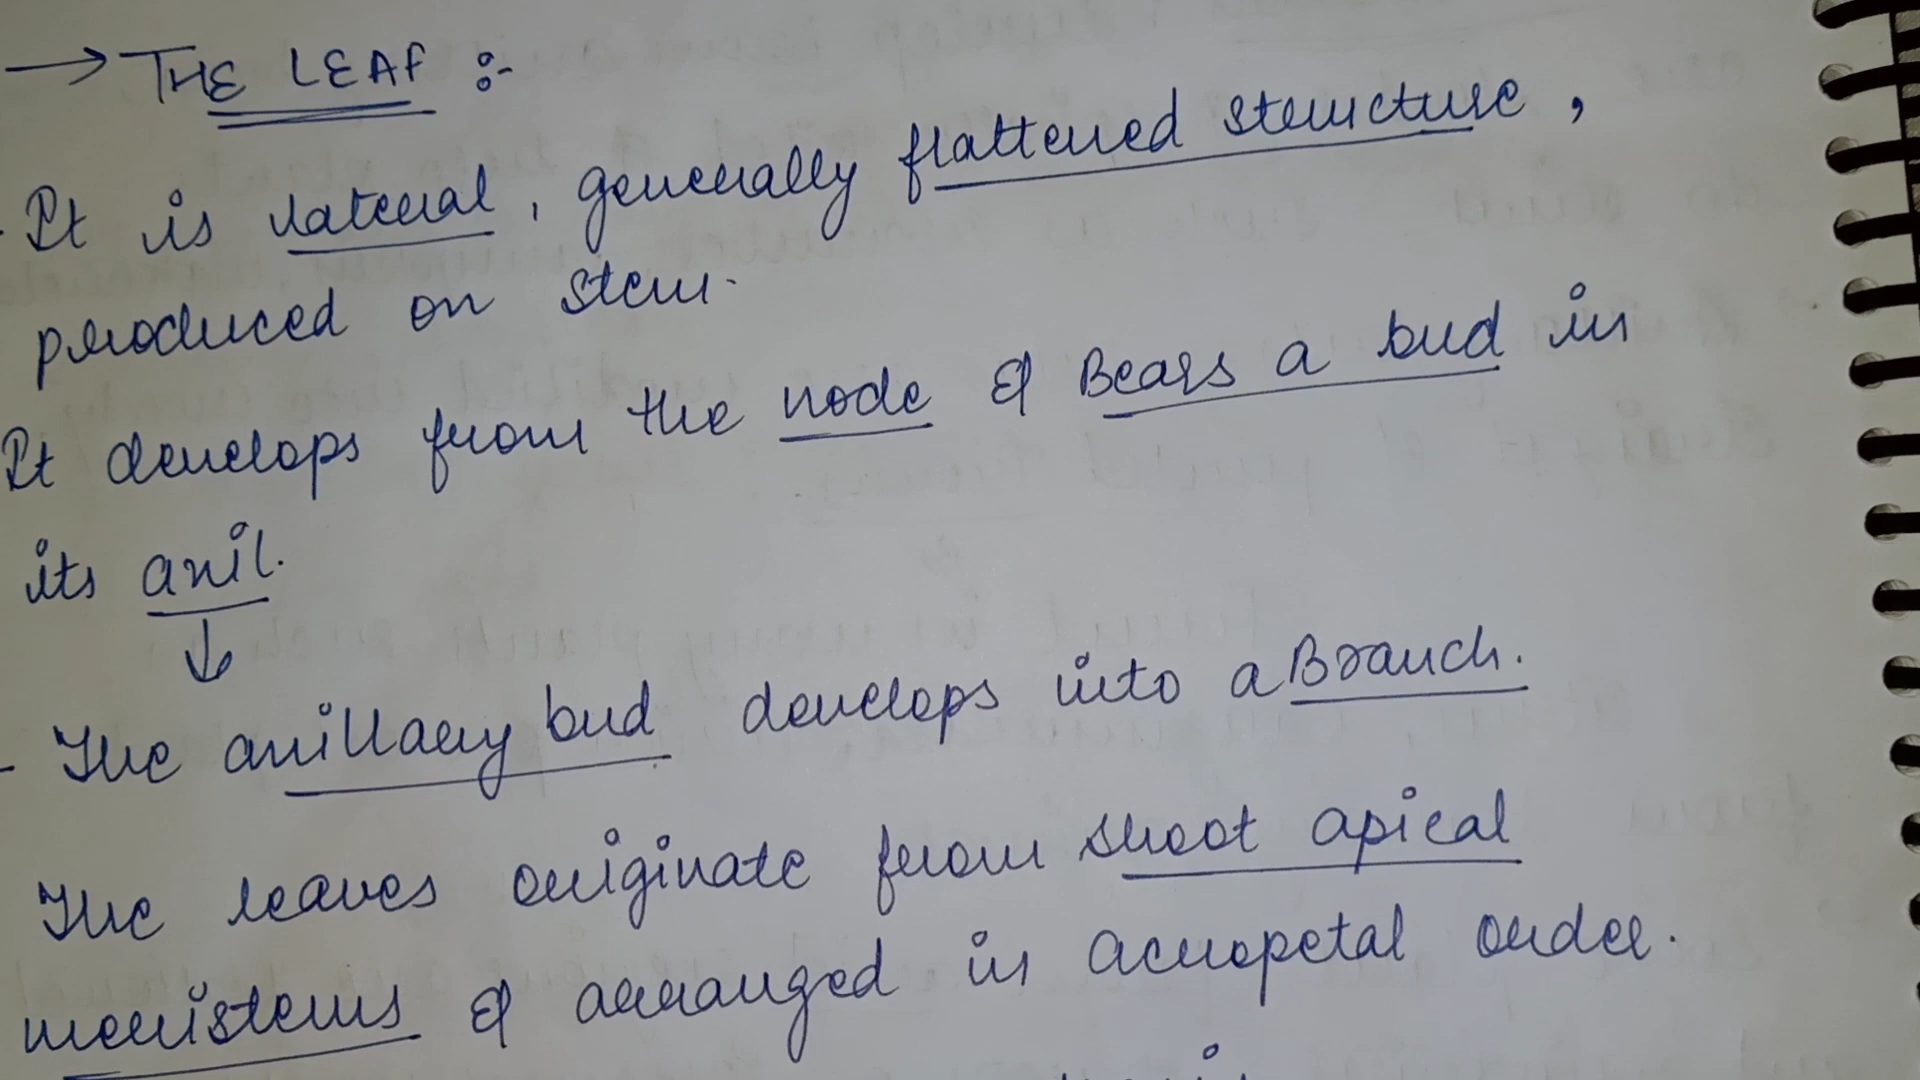 → THE LEAF :-
- It is lateral, generally flattened structure,
produced on stem.
It develops from the node & Bears a bud in
its axil.
↓
- The axillary bud develops into a Branch.
The leaves originate from shoot apical
meristems & arranged in acropetal order.